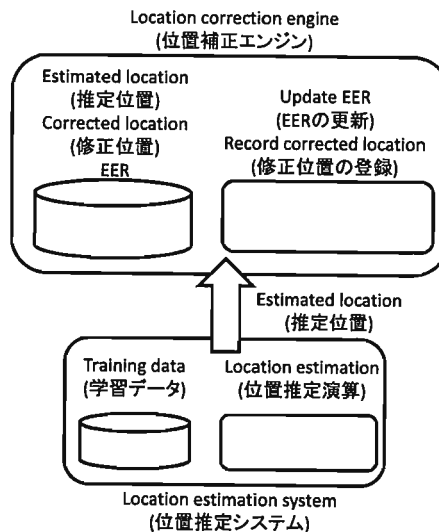 Location correction engine
(位置補正エンジン)
Estimated location
(推定位置)
Corrected location
(修正位置)
EER
Update EER
(EERの更新)
Record corrected location
(修正位置の登録)
Estimated location
(推定位置)
Training data
(学習データ)
Location estimation
(位置推定演算)
Location estimation system
(位置推定システム)